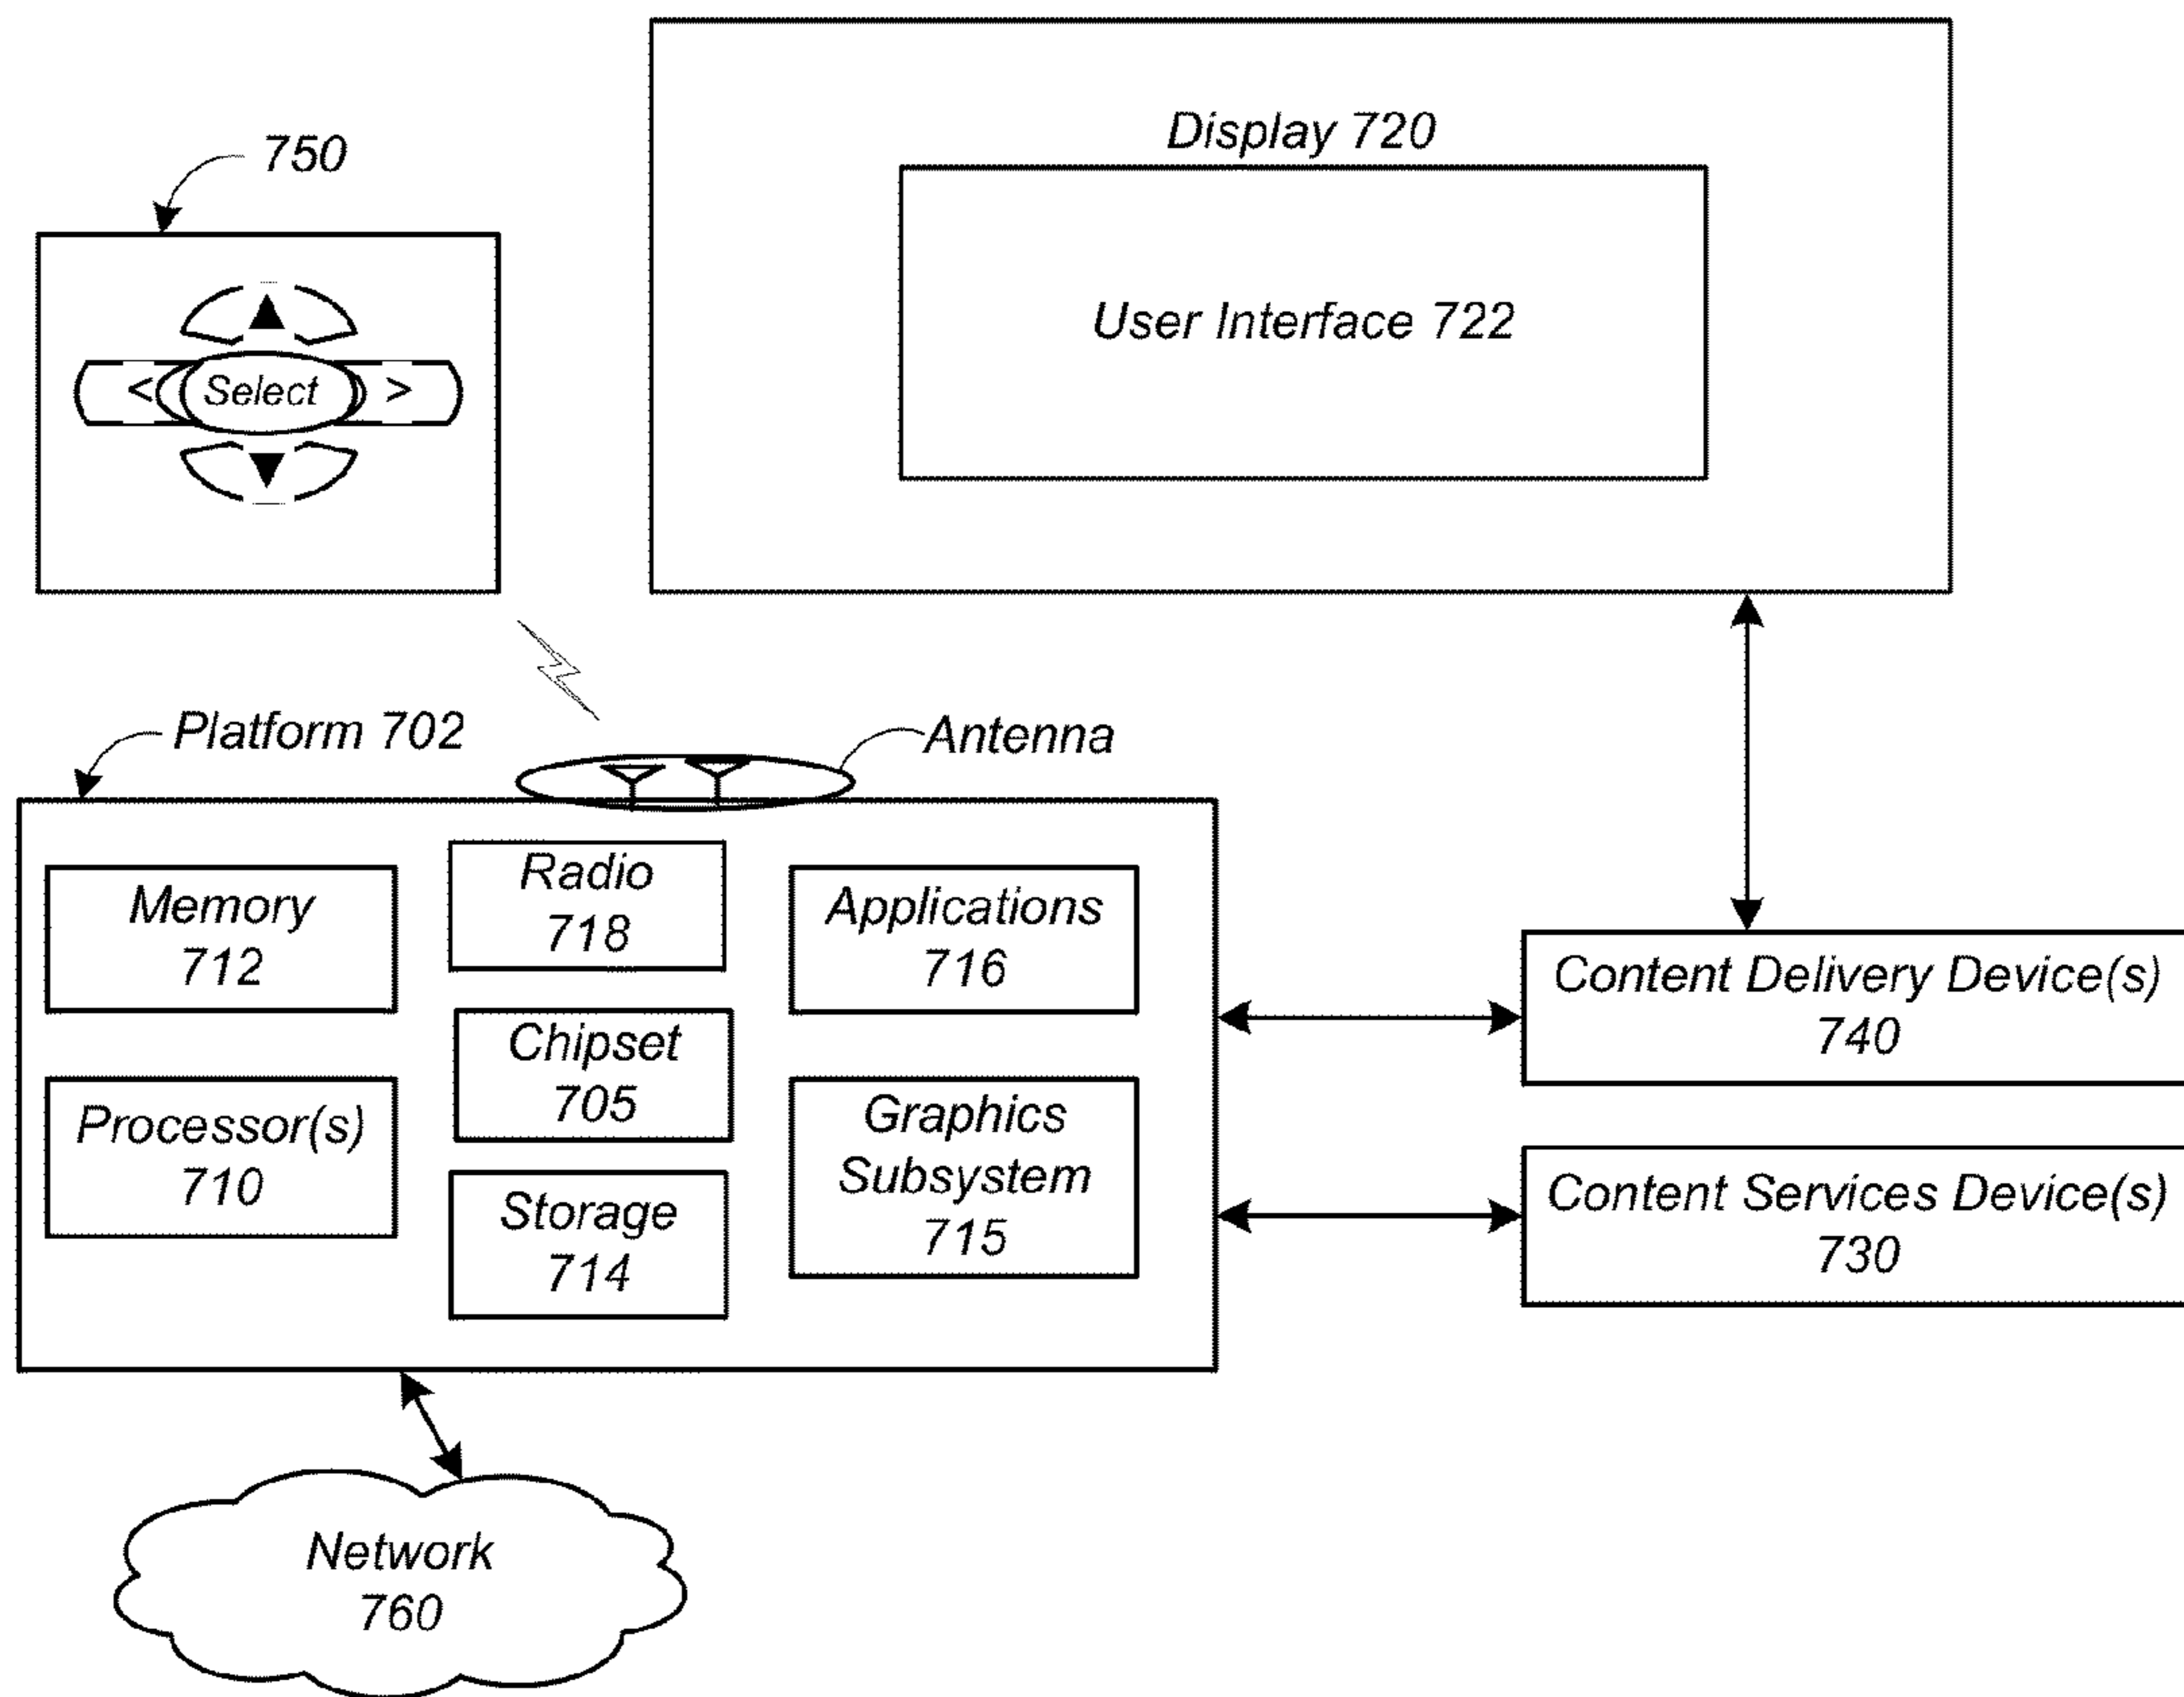 750
Display 720
User Interface 722
<
Select
>
Platform 702
Antenna
Memory
712
Radio
718
Applications
716
Processor(s)
710
Chipset
705
Storage
714
Graphics
Subsystem
715
Content Delivery Device(s)
740
Content Services Device(s)
730
Network
760